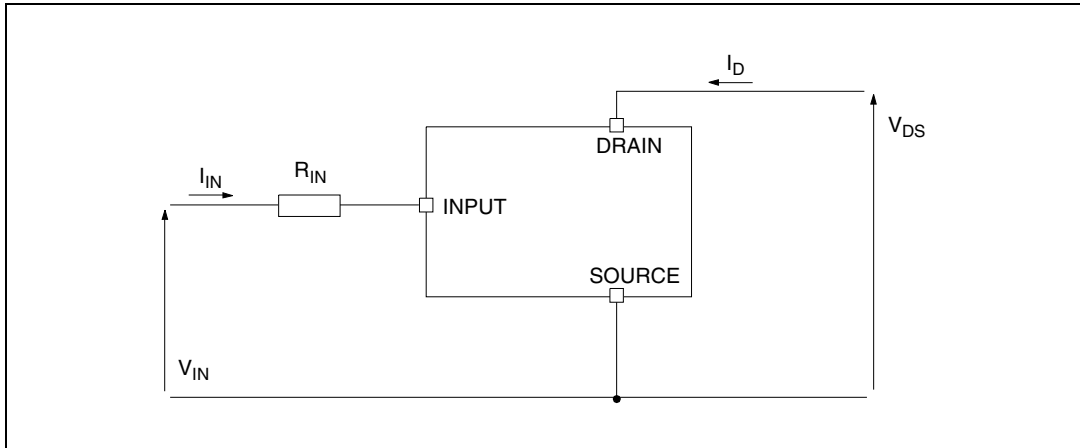 I_D
V_DS
DRAIN
I_IN
R_IN
INPUT
SOURCE
V_IN